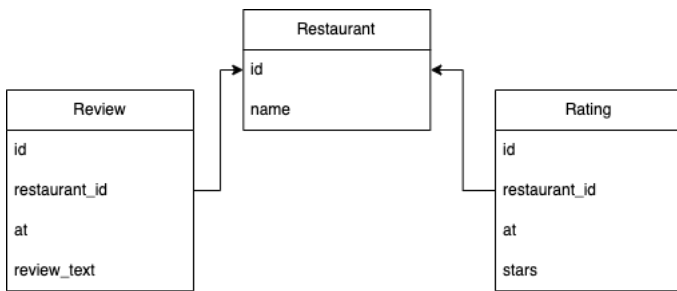 Restaurant
id
name
Review
id
restaurant_id
at
review_text
Rating
id
restaurant_id
at
stars